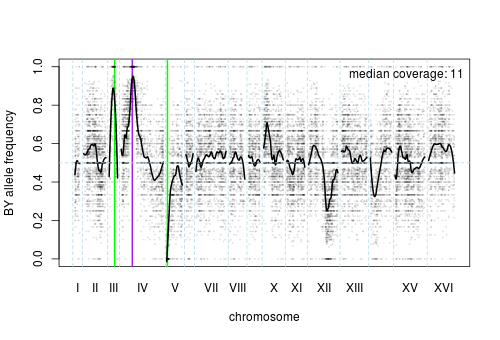 median coverage: 11
BY allele frequency
1.0
0.8
0.6
0.4
0.2
0.0
I II III IV V VII VIII X XI XII XIII XV XVI
chromosome